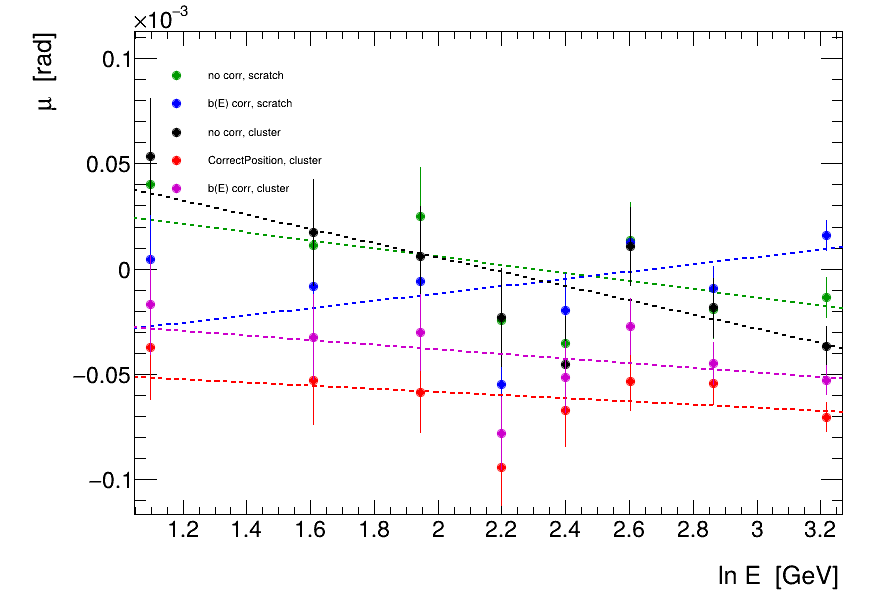 ×10⁻³
μ [rad]
0.1
0.05
0
−0.05
−0.1
no corr, scratch
b(E) corr, scratch
no corr, cluster
CorrectPosition, cluster
b(E) corr, cluster
1.2 1.4 1.6 1.8 2 2.2 2.4 2.6 2.8 3 3.2
ln E [GeV]